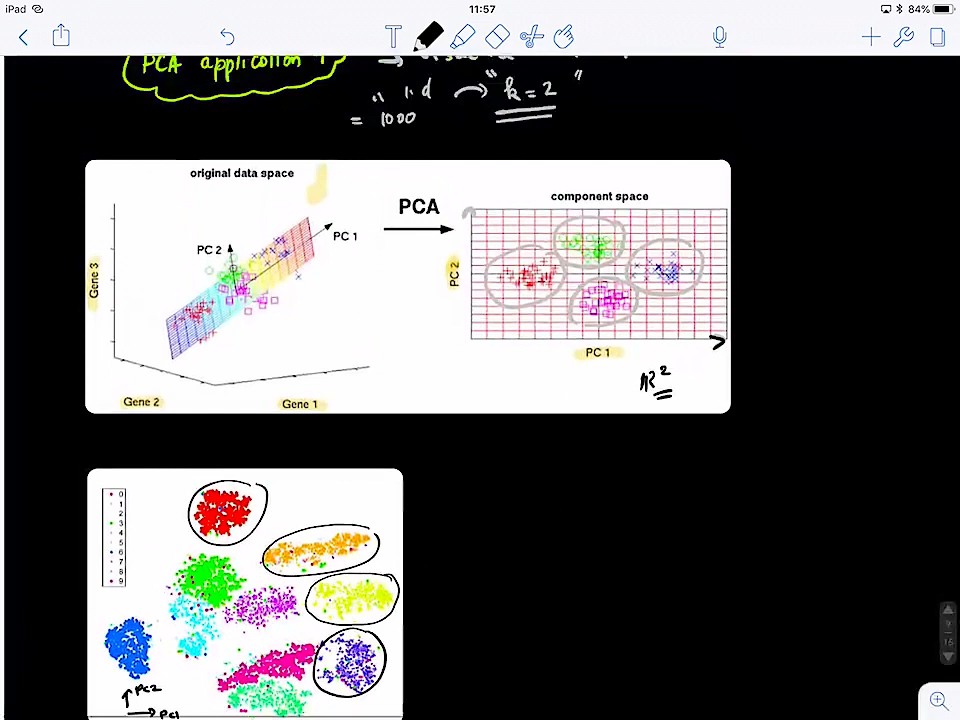 iPad
11:57
84%
T
PCA application
d → "k = 2"
= 1000
original data space
PCA
component space
PC 2
PC 1
Gene 3
PC 2
PC 1
Gene 2
Gene 1
ℝ²
0
1
2
3
4
5
6
7
8
9
PC2
PC1
9
16